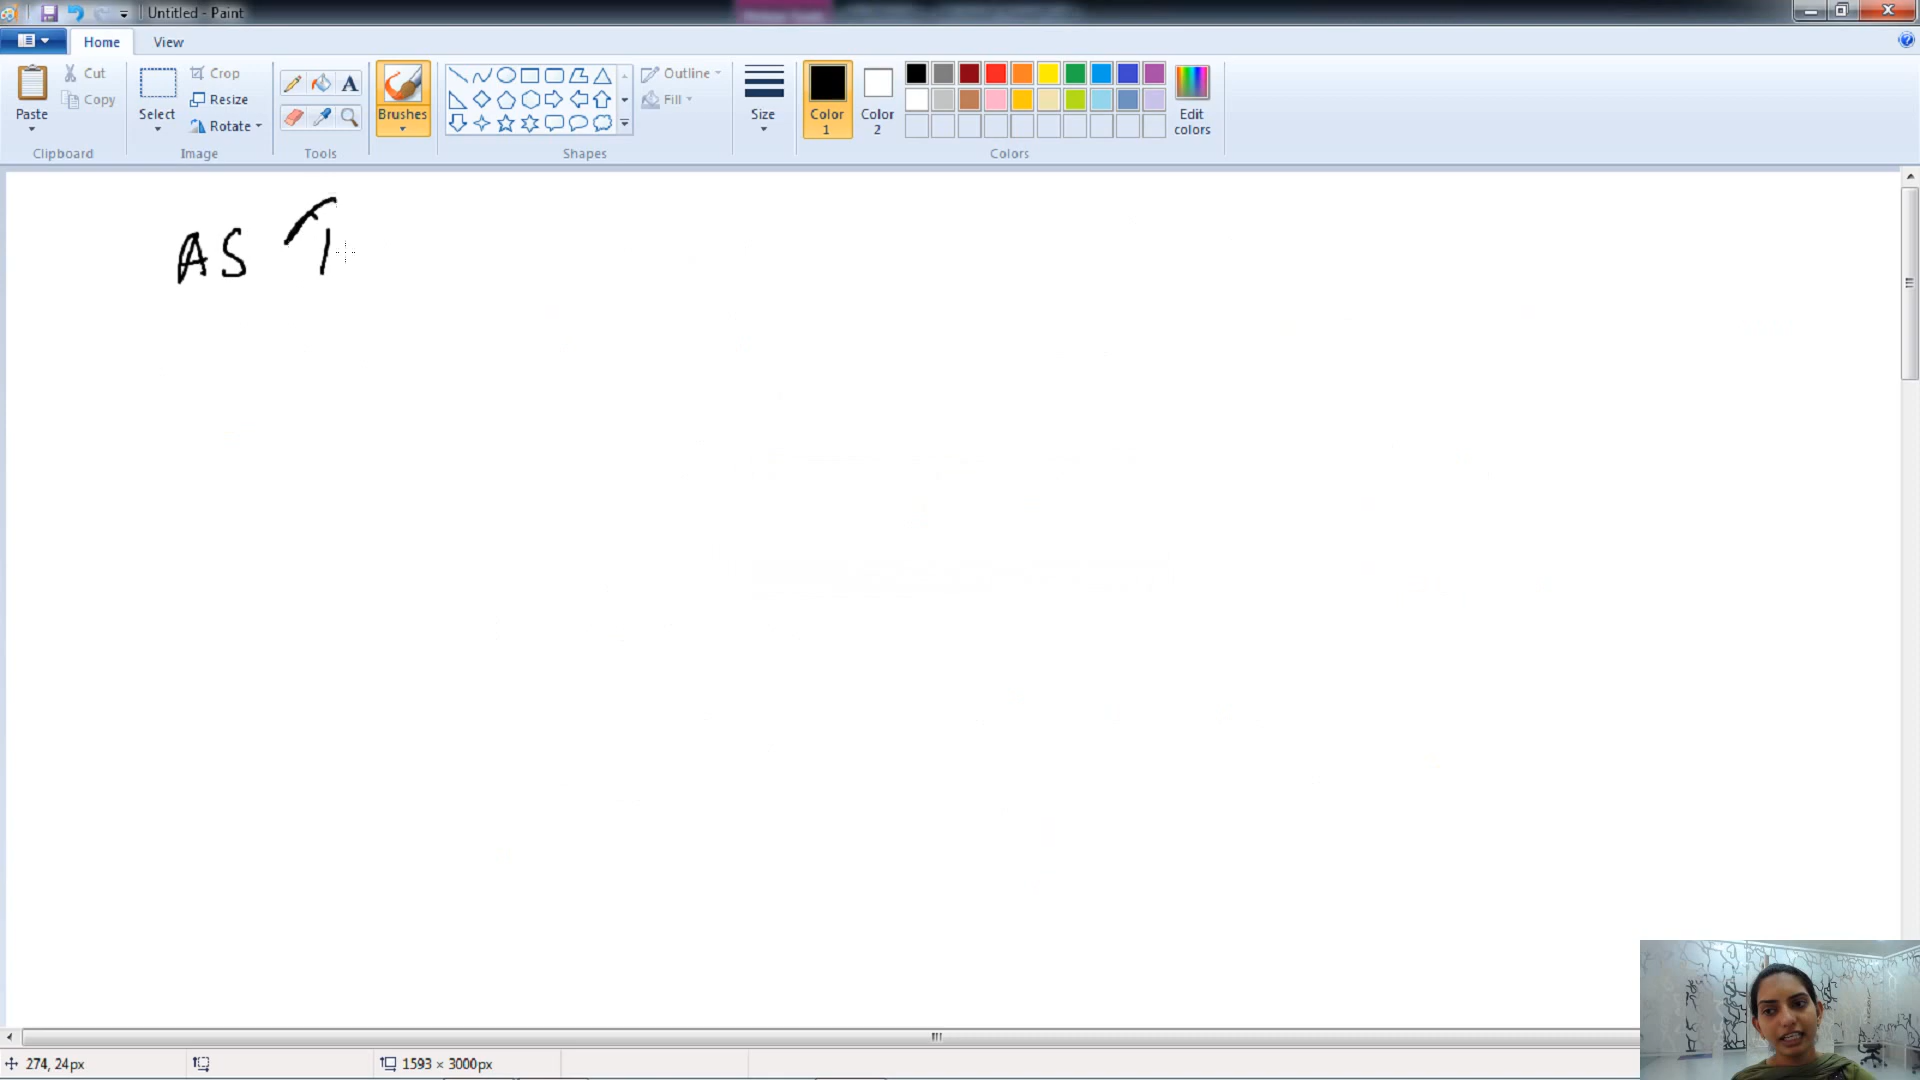 Untitled - Paint
Home View
Paste
Cut
Copy
Clipboard
Select
Crop
Resize
Rotate
Image
Tools
Brushes
Shapes
Outline
Fill
Size
Color 1
Color 2
Edit colors
Colors
AS
274, 24px
1593 × 3000px